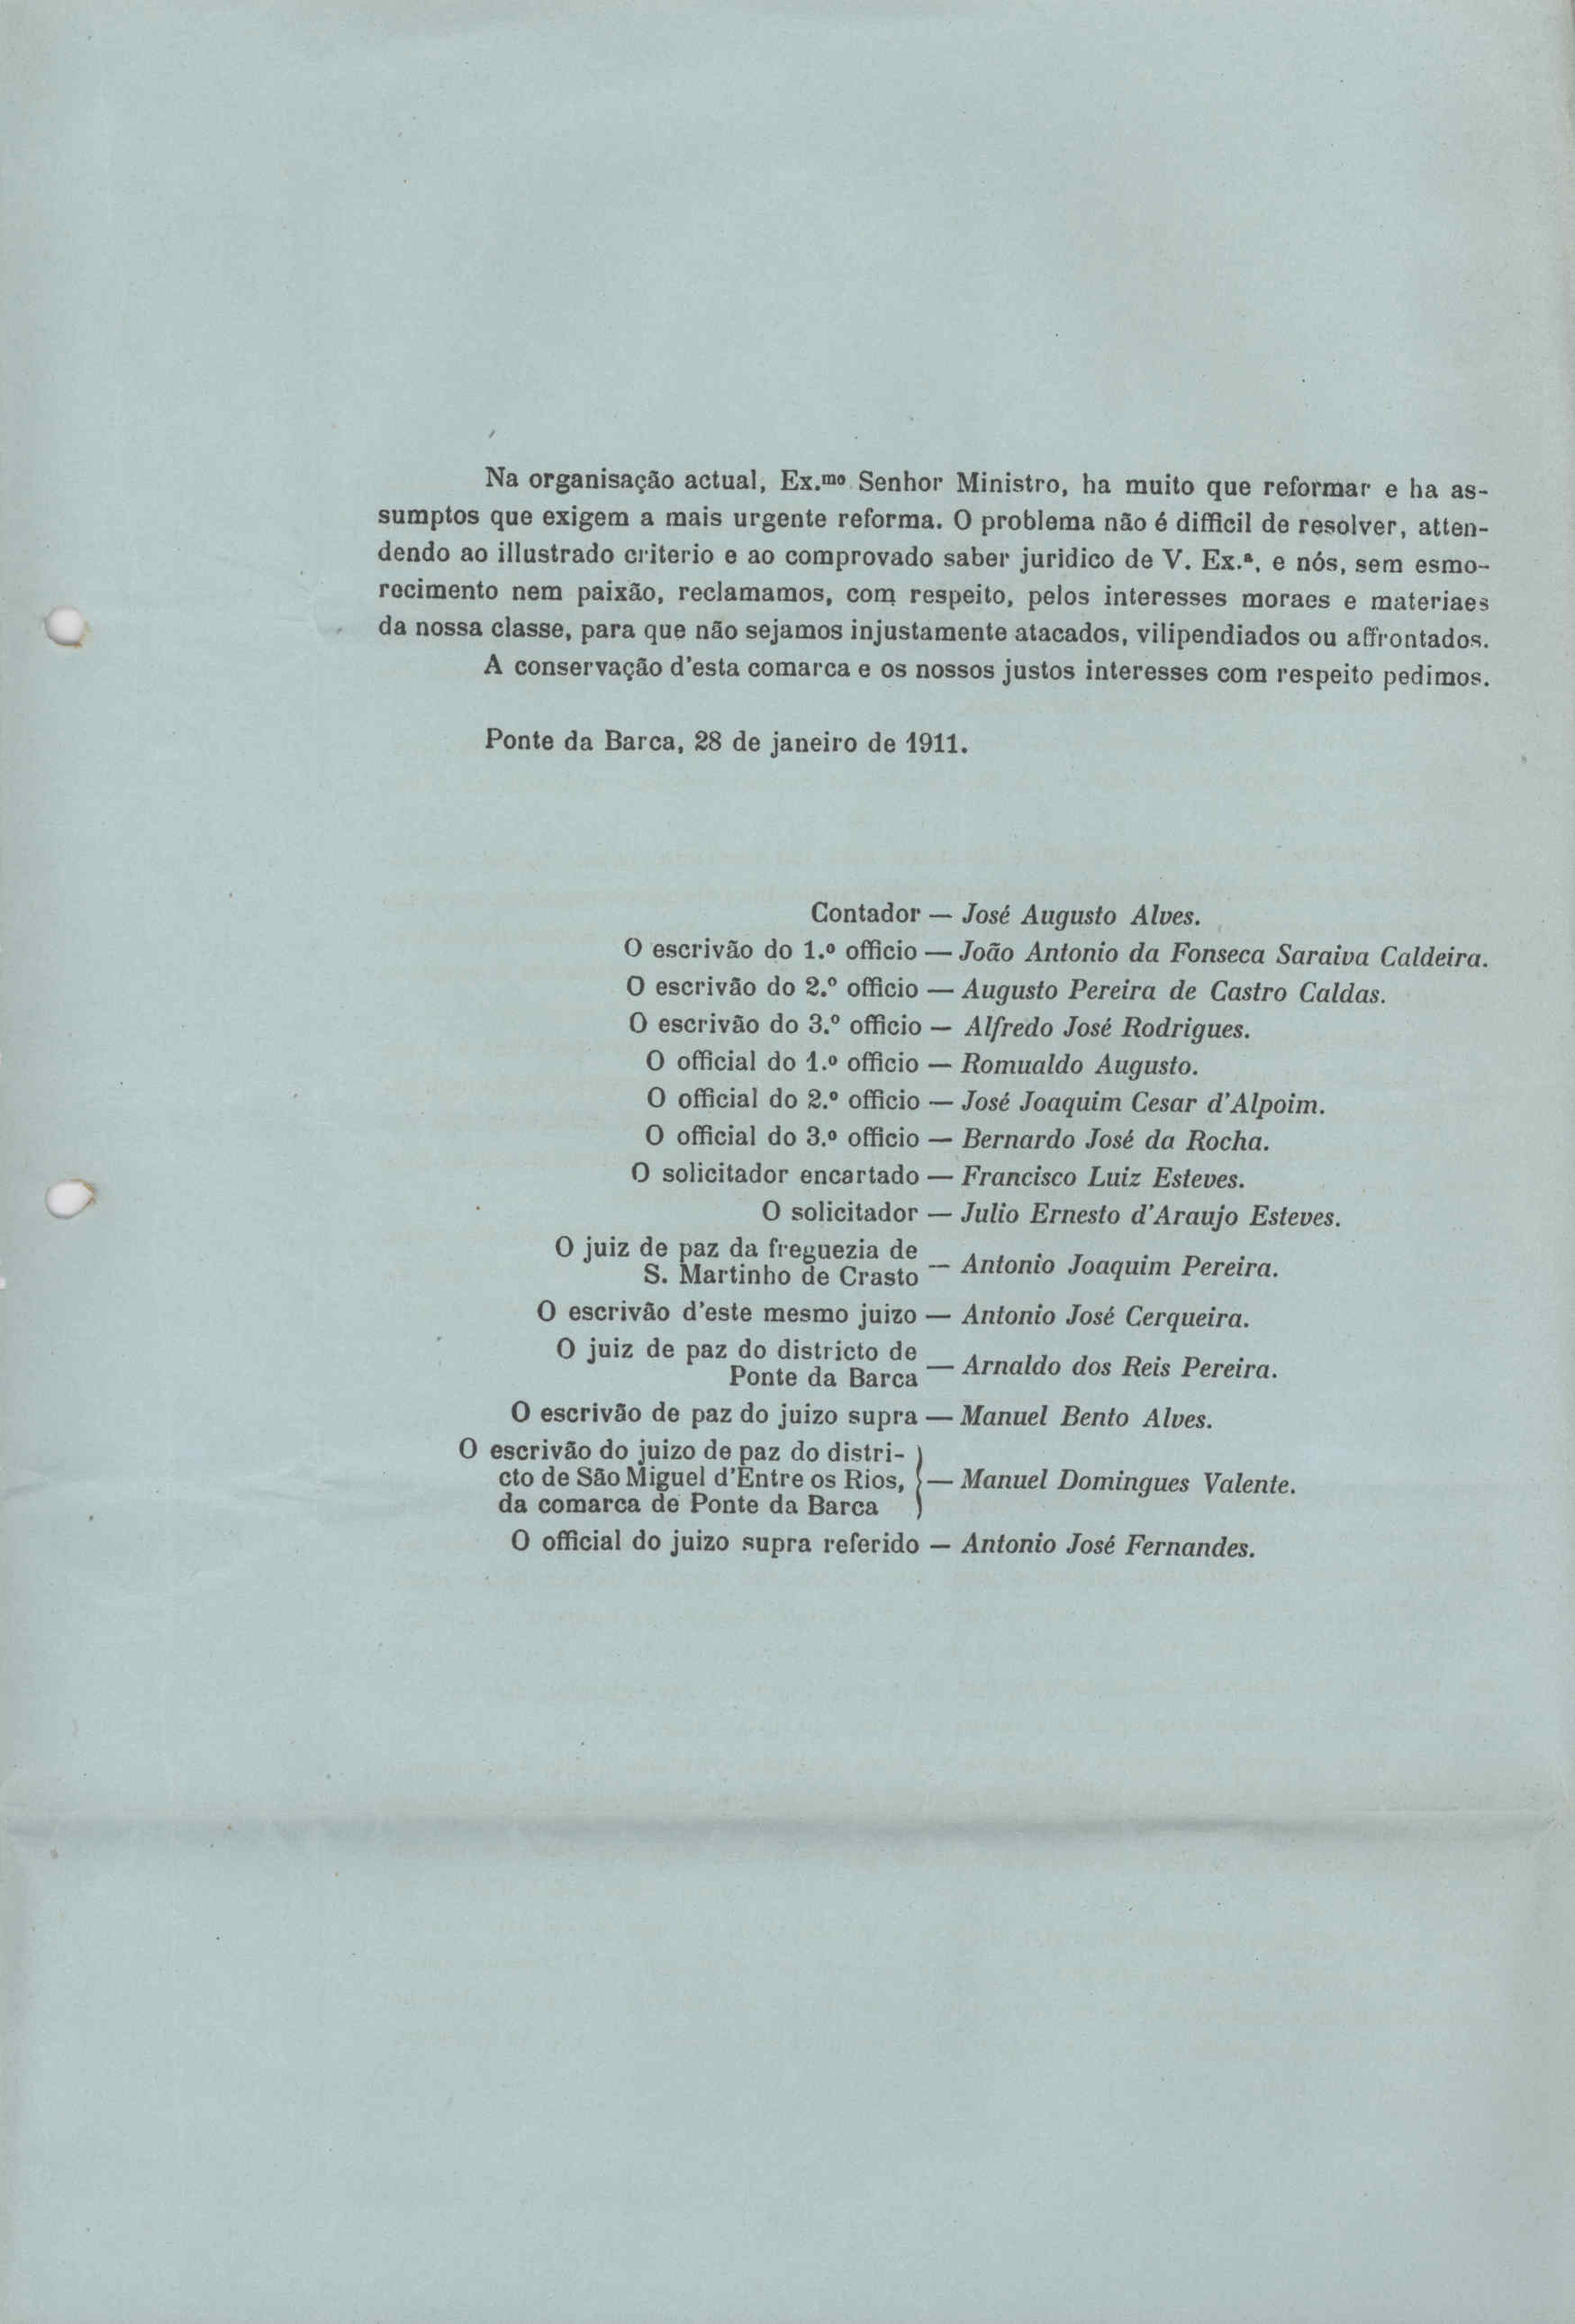 Na organisação actual, Ex.mo Senhor Ministro, ha muito que reformar e ha as-
sumptos que exigem a mais urgente reforma. O problema não é difficil de resolver, atten-
dendo ao illustrado criterio e ao comprovado saber juridico de V. Ex.ª, e nós, sem esmo-
recimento nem paixão, reclamamos, com respeito, pelos interesses moraes e materiaes
da nossa classe, para que não sejamos injustamente atacados, vilipendiados ou affrontados.
A conservação d'esta comarca e os nossos justos interesses com respeito pedimos.
Ponte da Barca, 28 de janeiro de 1911.
Contador — José Augusto Alves.
O escrivão do 1.º officio — João Antonio da Fonseca Saraiva Caldeira.
O escrivão do 2.º officio — Augusto Pereira de Castro Caldas.
O escrivão do 3.º officio — Alfredo José Rodrigues.
O official do 1.º officio — Romualdo Augusto.
O official do 2.º officio — José Joaquim Cesar d'Alpoim.
O official do 3.º officio — Bernardo José da Rocha.
O solicitador encartado — Francisco Luiz Esteves.
O solicitador — Julio Ernesto d'Araujo Esteves.
O juiz de paz da freguezia de
S. Martinho de Crasto — Antonio Joaquim Pereira.
O escrivão d'este mesmo juizo — Antonio José Cerqueira.
O juiz de paz do districto de
Ponte da Barca — Arnaldo dos Reis Pereira.
O escrivão de paz do juizo supra — Manuel Bento Alves.
O escrivão do juizo de paz do distri-
cto de São Miguel d'Entre os Rios, — Manuel Domingues Valente.
da comarca de Ponte da Barca
O official do juizo supra referido — Antonio José Fernandes.